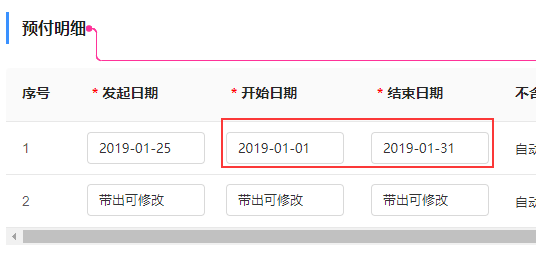 预付明细
序号 * 发起日期 * 开始日期 * 结束日期
1 2019-01-25 2019-01-01 2019-01-31 自动
2 带出可修改 带出可修改 带出可修改 自动